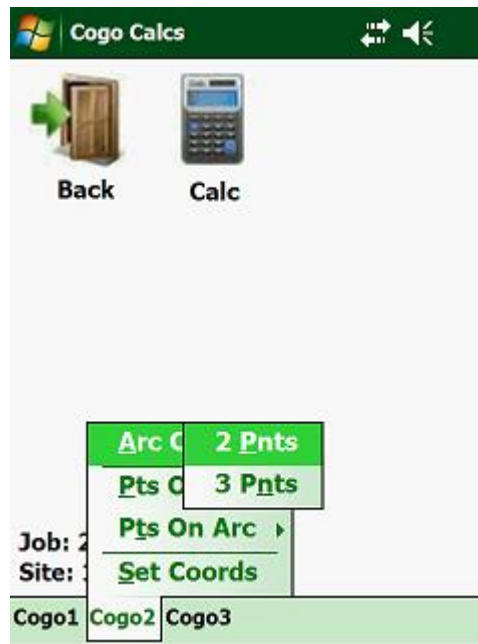 Cogo Calcs
Back Calc
Arc 2 Pnts
Pts 3 Pnts
Pts On Arc
Job:
Site: Set Coords
Cogo1 Cogo2 Cogo3